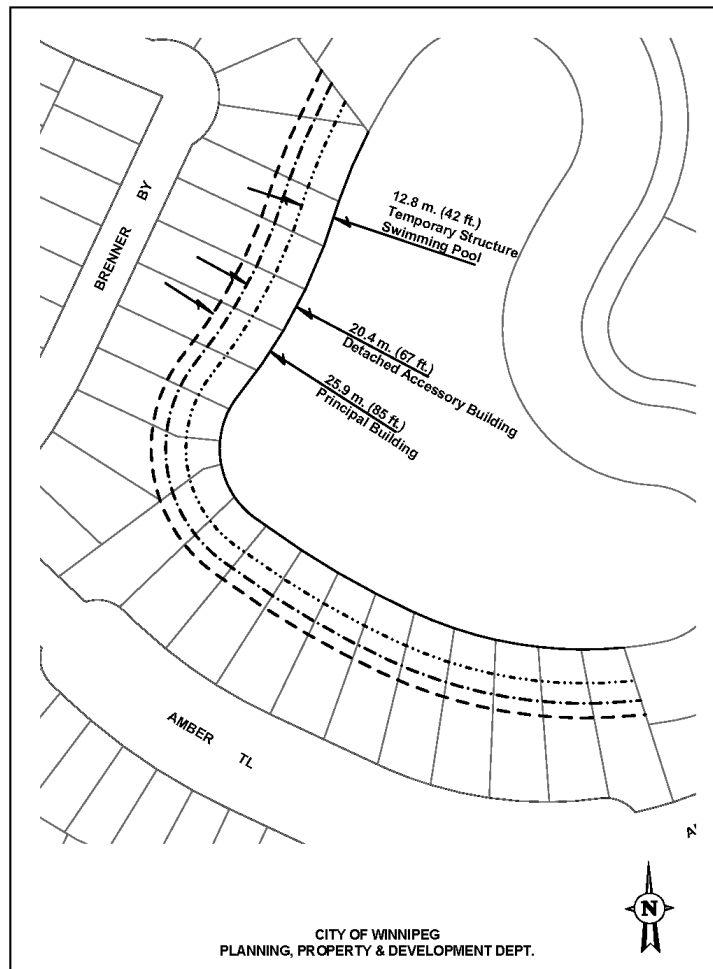 12.8 m. (42 ft.)
Temporary Structure
Swimming Pool
BRENNER BY
20.4 m. (67 ft.)
Detached Accessory Building
25.9 m. (85 ft.)
Principal Building
AMBER TL
N
CITY OF WINNIPEG
PLANNING, PROPERTY & DEVELOPMENT DEPT.